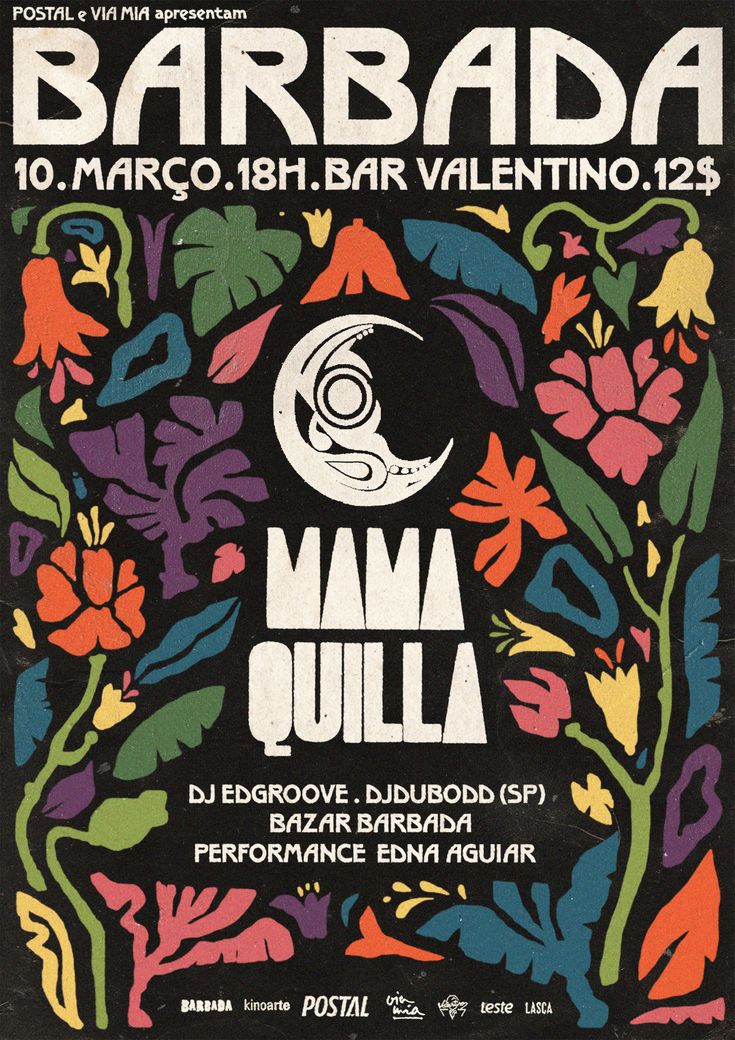 POSTAL e VIA MIA apresentam
BARBADA
10.MARÇO.18H.BAR VALENTINO.12$
MAMA
QUILLA
DJ EDGROOVE . DJDUBODD (SP)
BAZAR BARBADA
PERFORMANCE EDNA AGUIAR
BARBADA kinoarte POSTAL via mia Valentino teste LASCA